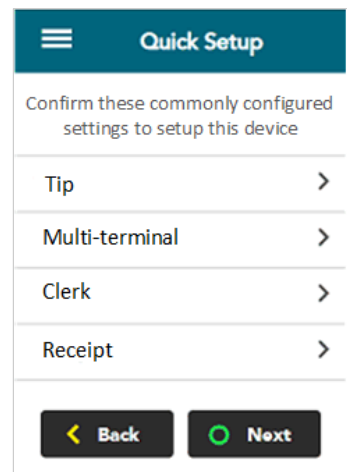 Quick Setup
Confirm these commonly configured
settings to setup this device
Tip
Multi-terminal
Clerk
Receipt
Back
Next